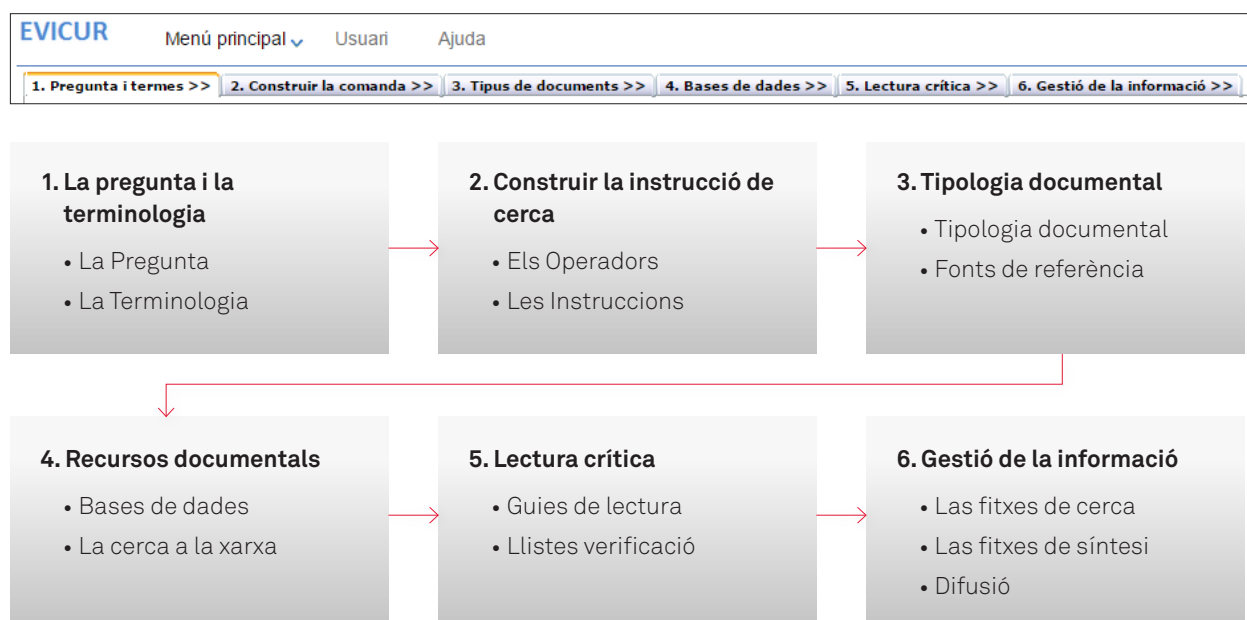 EVICUR Menú principal Usuari Ajuda
1. Pregunta i termes >> 2. Construir la comanda >> 3. Tipus de documents >> 4. Bases de dades >> 5. Lectura crítica >> 6. Gestió de la informació >>
1. La pregunta i la
terminologia
• La Pregunta
• La Terminologia
2. Construir la instrucció de
cerca
• Els Operadors
• Les Instruccions
3. Tipologia documental
• Tipologia documental
• Fonts de referència
4. Recursos documentals
• Bases de dades
• La cerca a la xarxa
5. Lectura crítica
• Guies de lectura
• Llistes verificació
6. Gestió de la informació
• Las fitxes de cerca
• Las fitxes de síntesi
• Difusió